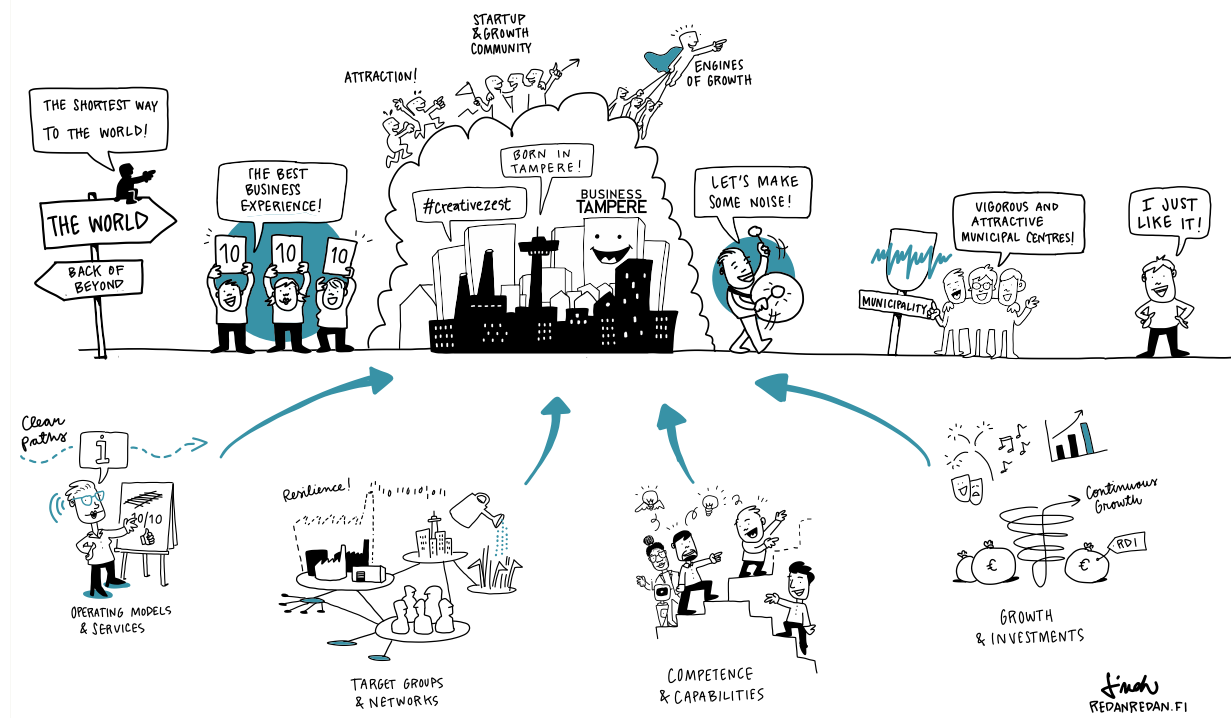 STARTUP
& GROWTH
COMMUNITY
ATTRACTION!
ENGINES
OF GROWTH
THE SHORTEST WAY
TO THE WORLD!
THE WORLD
BACK OF
BEYOND
THE BEST
BUSINESS
EXPERIENCE!
10
10
10
BORN IN
TAMPERE!
#creativezest
BUSINESS
TAMPERE
LET'S MAKE
SOME NOISE!
VIGOROUS AND
ATTRACTIVE
MUNICIPAL CENTRES!
MUNICIPALITY
I JUST
LIKE IT!
Clear
Paths
i
10/10
OPERATING MODELS
& SERVICES
Resilience!
TARGET GROUPS
& NETWORKS
COMPETENCE
& CAPABILITIES
Continuous
Growth
€
€
RDI
GROWTH
& INVESTMENTS
REDANREDAN.FI